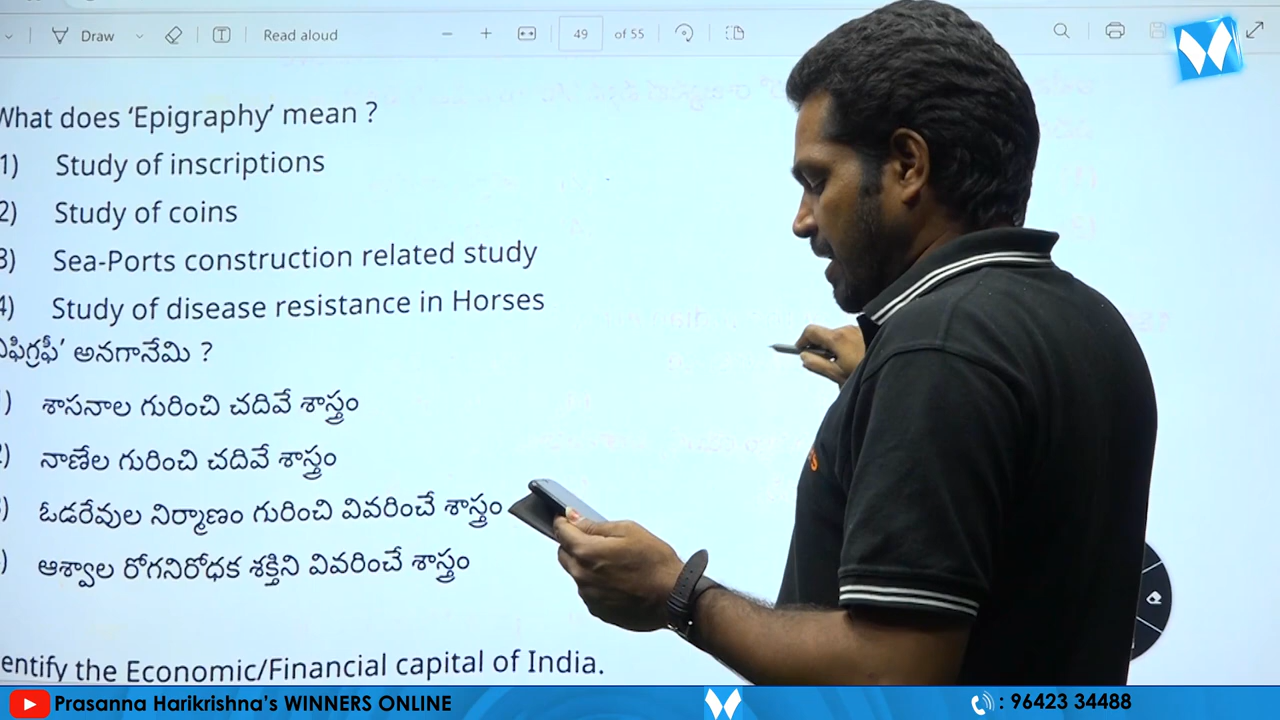 Draw
Read aloud
49 of 55
What does ‘Epigraphy’ mean ?
1) Study of inscriptions
2) Study of coins
3) Sea-Ports construction related study
4) Study of disease resistance in Horses
అనగానేమి ?
) శాసనాల గురించి చదివే శాస్త్రం
) నాణేల గురించి చదివే శాస్త్రం
) ఓడరేవుల నిర్మాణం గురించి వివరించే శాస్త్రం
) ఆశ్వాల రోగనిరోధక శక్తిని వివరించే శాస్త్రం
entify the Economic/Financial capital of India.
Prasanna Harikrishna's WINNERS ONLINE
: 96423 34488